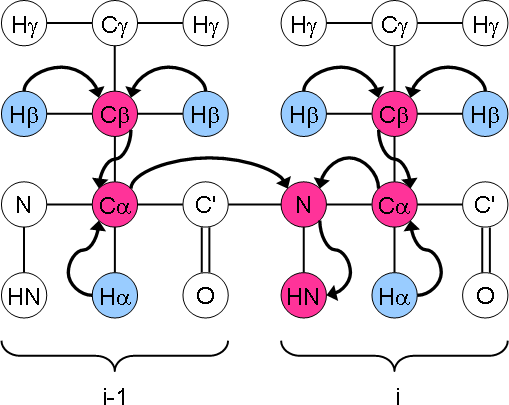 Hγ Cγ Hγ Hγ Cγ Hγ
Hβ Cβ Hβ Hβ Cβ Hβ
N Cα C' N Cα C'
HN Hα O HN Hα O
i-1 i